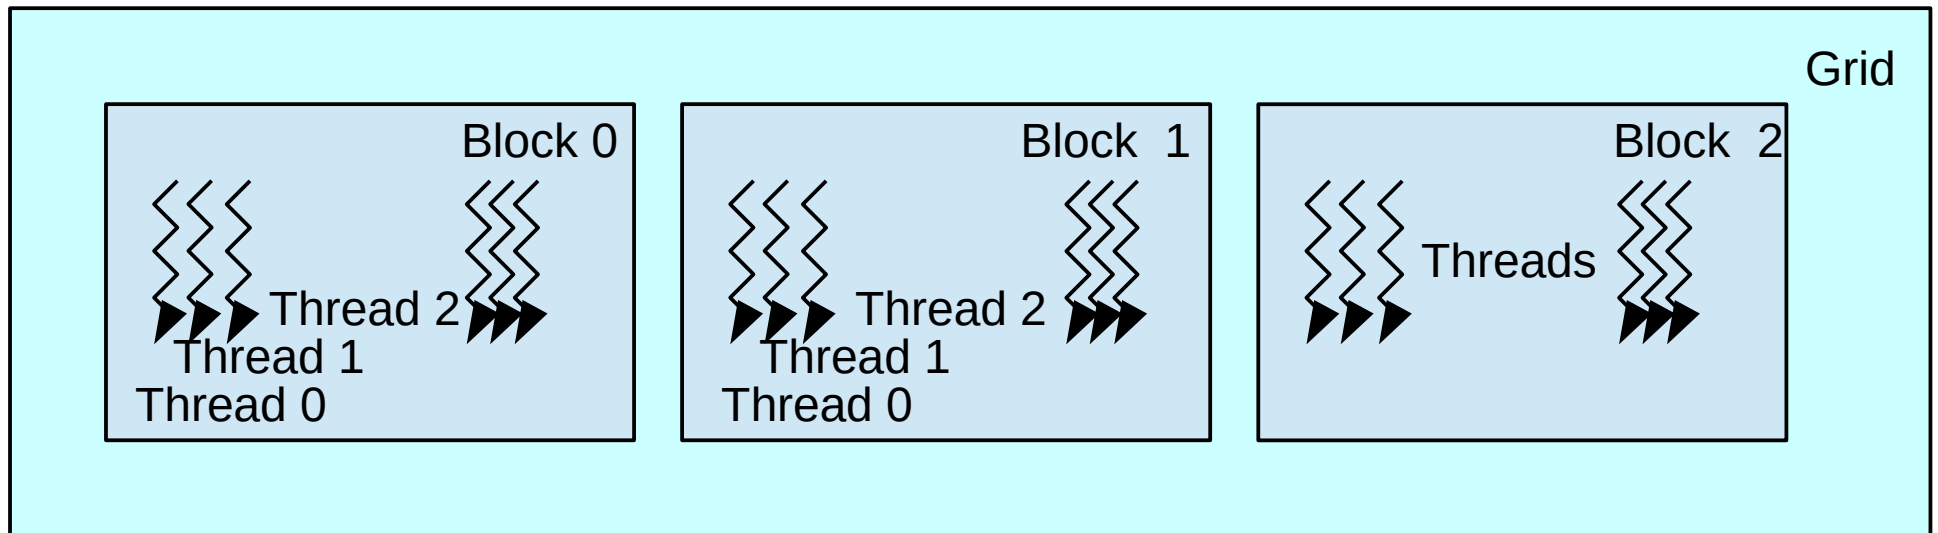 Grid
Block 0
Thread 2
Thread 1
Thread 0
Block  1
Thread 2
Thread 1
Thread 0
Block  2
Threads